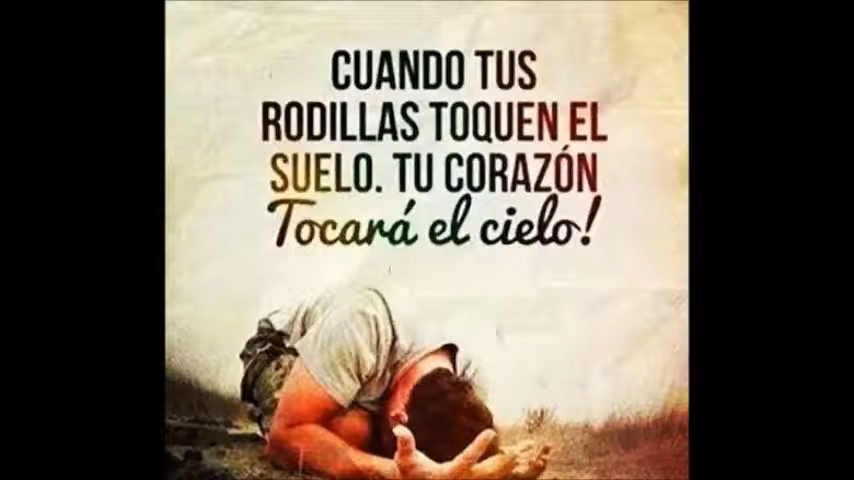 CUANDO TUS
RODILLAS TOQUEN EL
SUELO. TU CORAZÓN
Tocará el cielo!